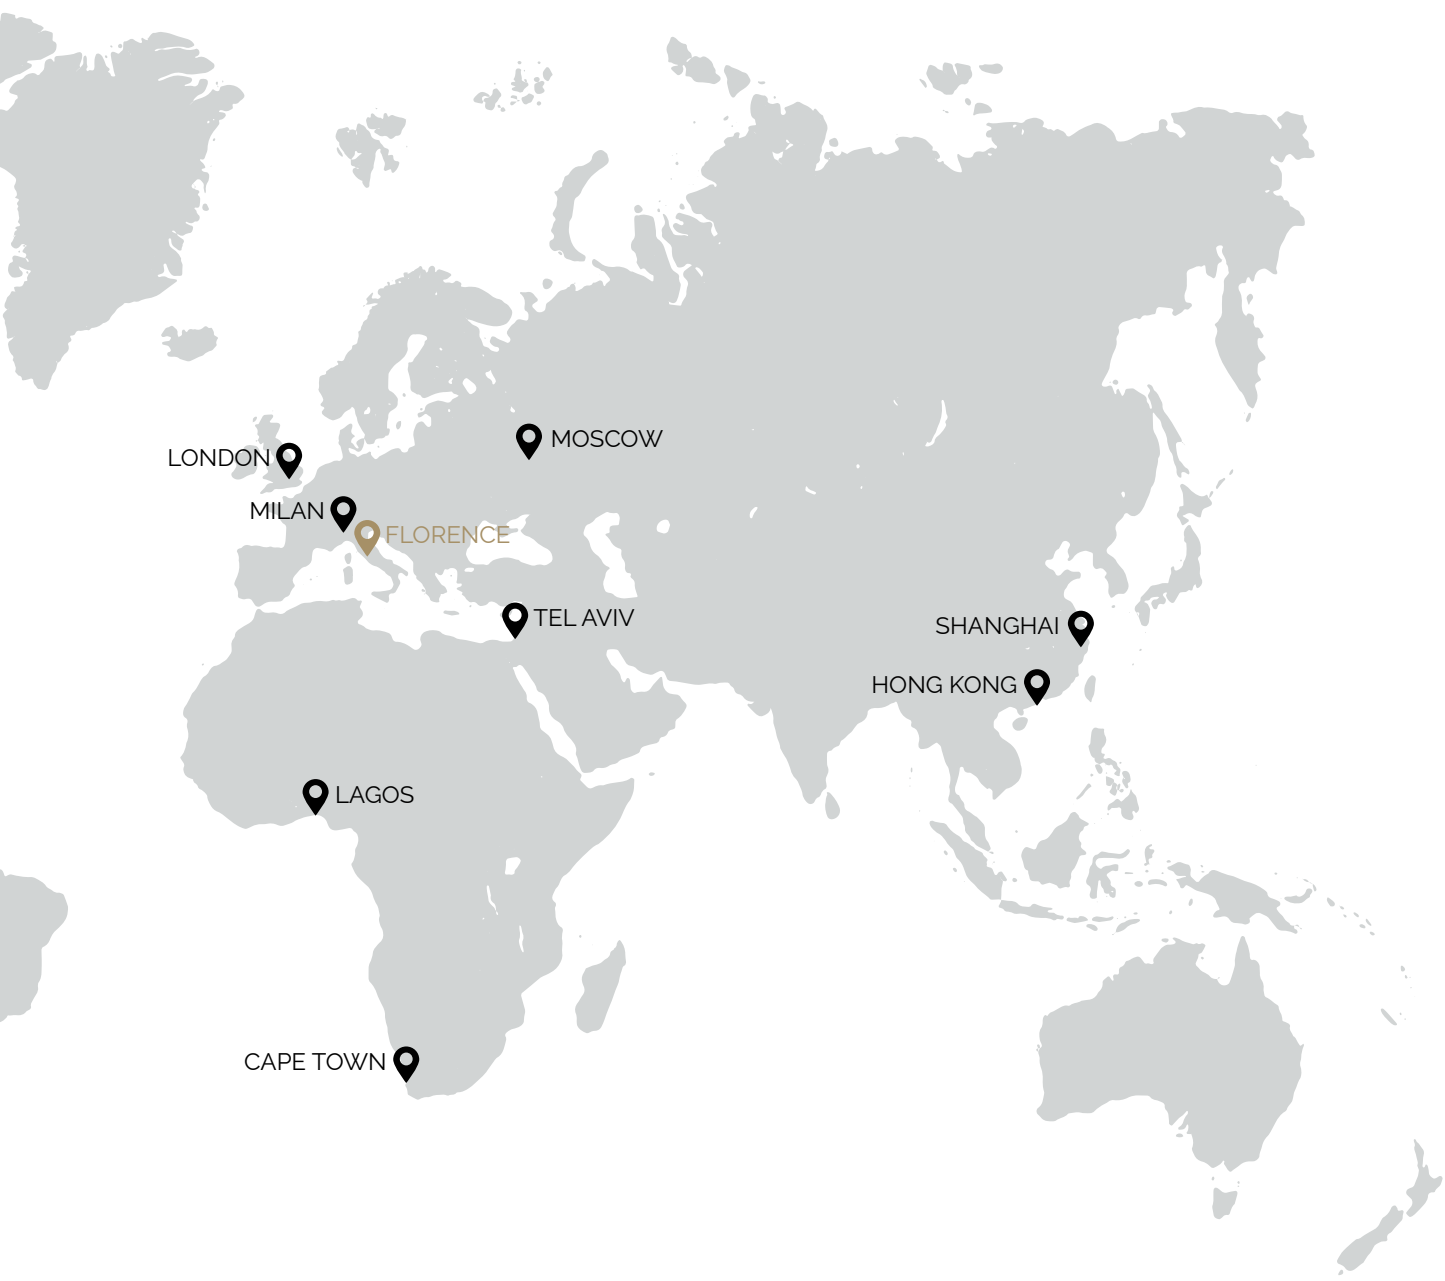 MOSCOW
LONDON
MILAN
FLORENCE
TEL AVIV
SHANGHAI
HONG KONG
LAGOS
CAPE TOWN